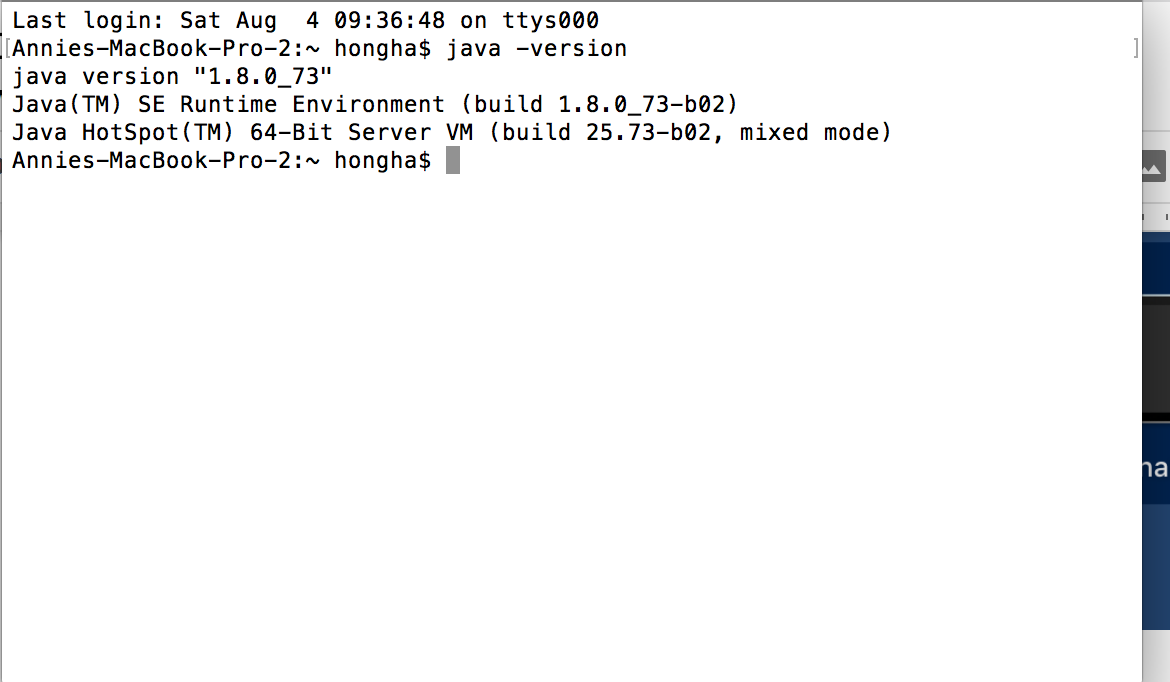 Last login: Sat Aug  4 09:36:48 on ttys000
[Annies-MacBook-Pro-2:~ hongha$ java -version ]
java version "1.8.0_73"
Java(TM) SE Runtime Environment (build 1.8.0_73-b02)
Java HotSpot(TM) 64-Bit Server VM (build 25.73-b02, mixed mode)
Annies-MacBook-Pro-2:~ hongha$